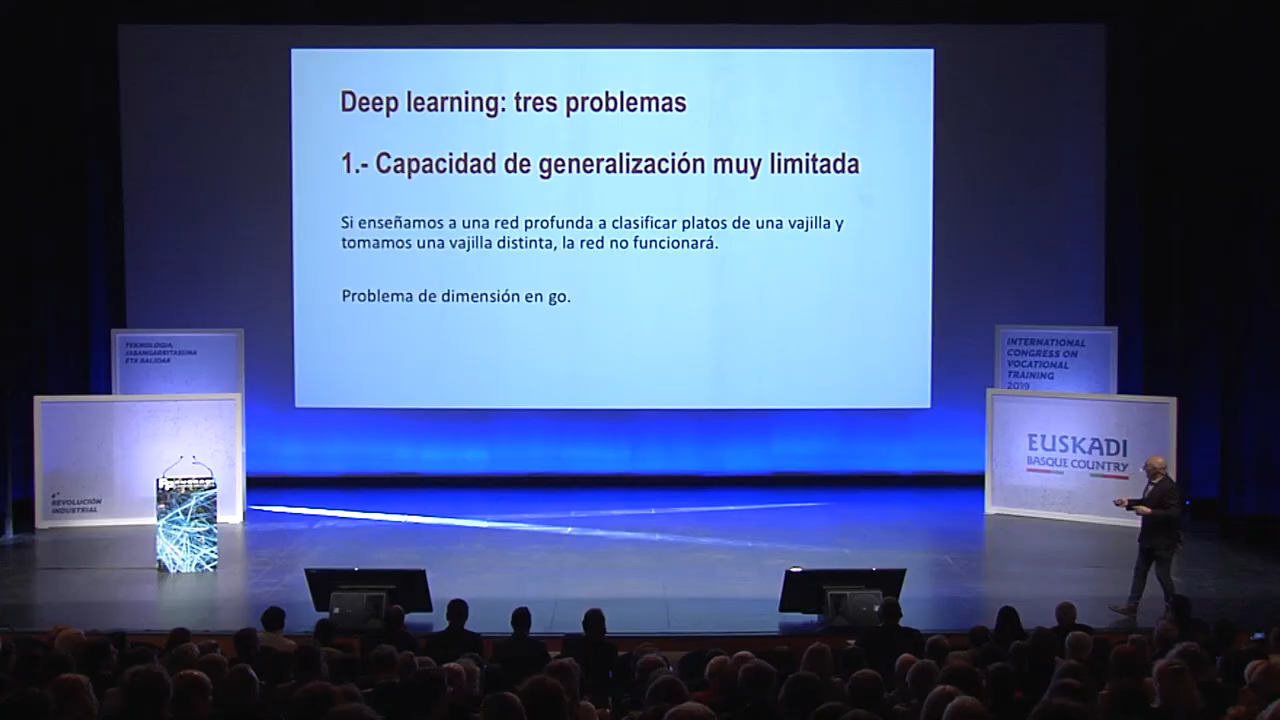 Deep learning: tres problemas
1.- Capacidad de generalización muy limitada
Si enseñamos a una red profunda a clasificar platos de una vajilla y
tomamos una vajilla distinta, la red no funcionará.
Problema de dimensión en go.
TEKNOLOGIA,
JASANGARRITASUNA
ETA BALIOAK
4ª
REVOLUCIÓN
INDUSTRIAL
INTERNATIONAL
CONGRESS ON
VOCATIONAL
TRAINING
2019
EUSKADI
BASQUE COUNTRY